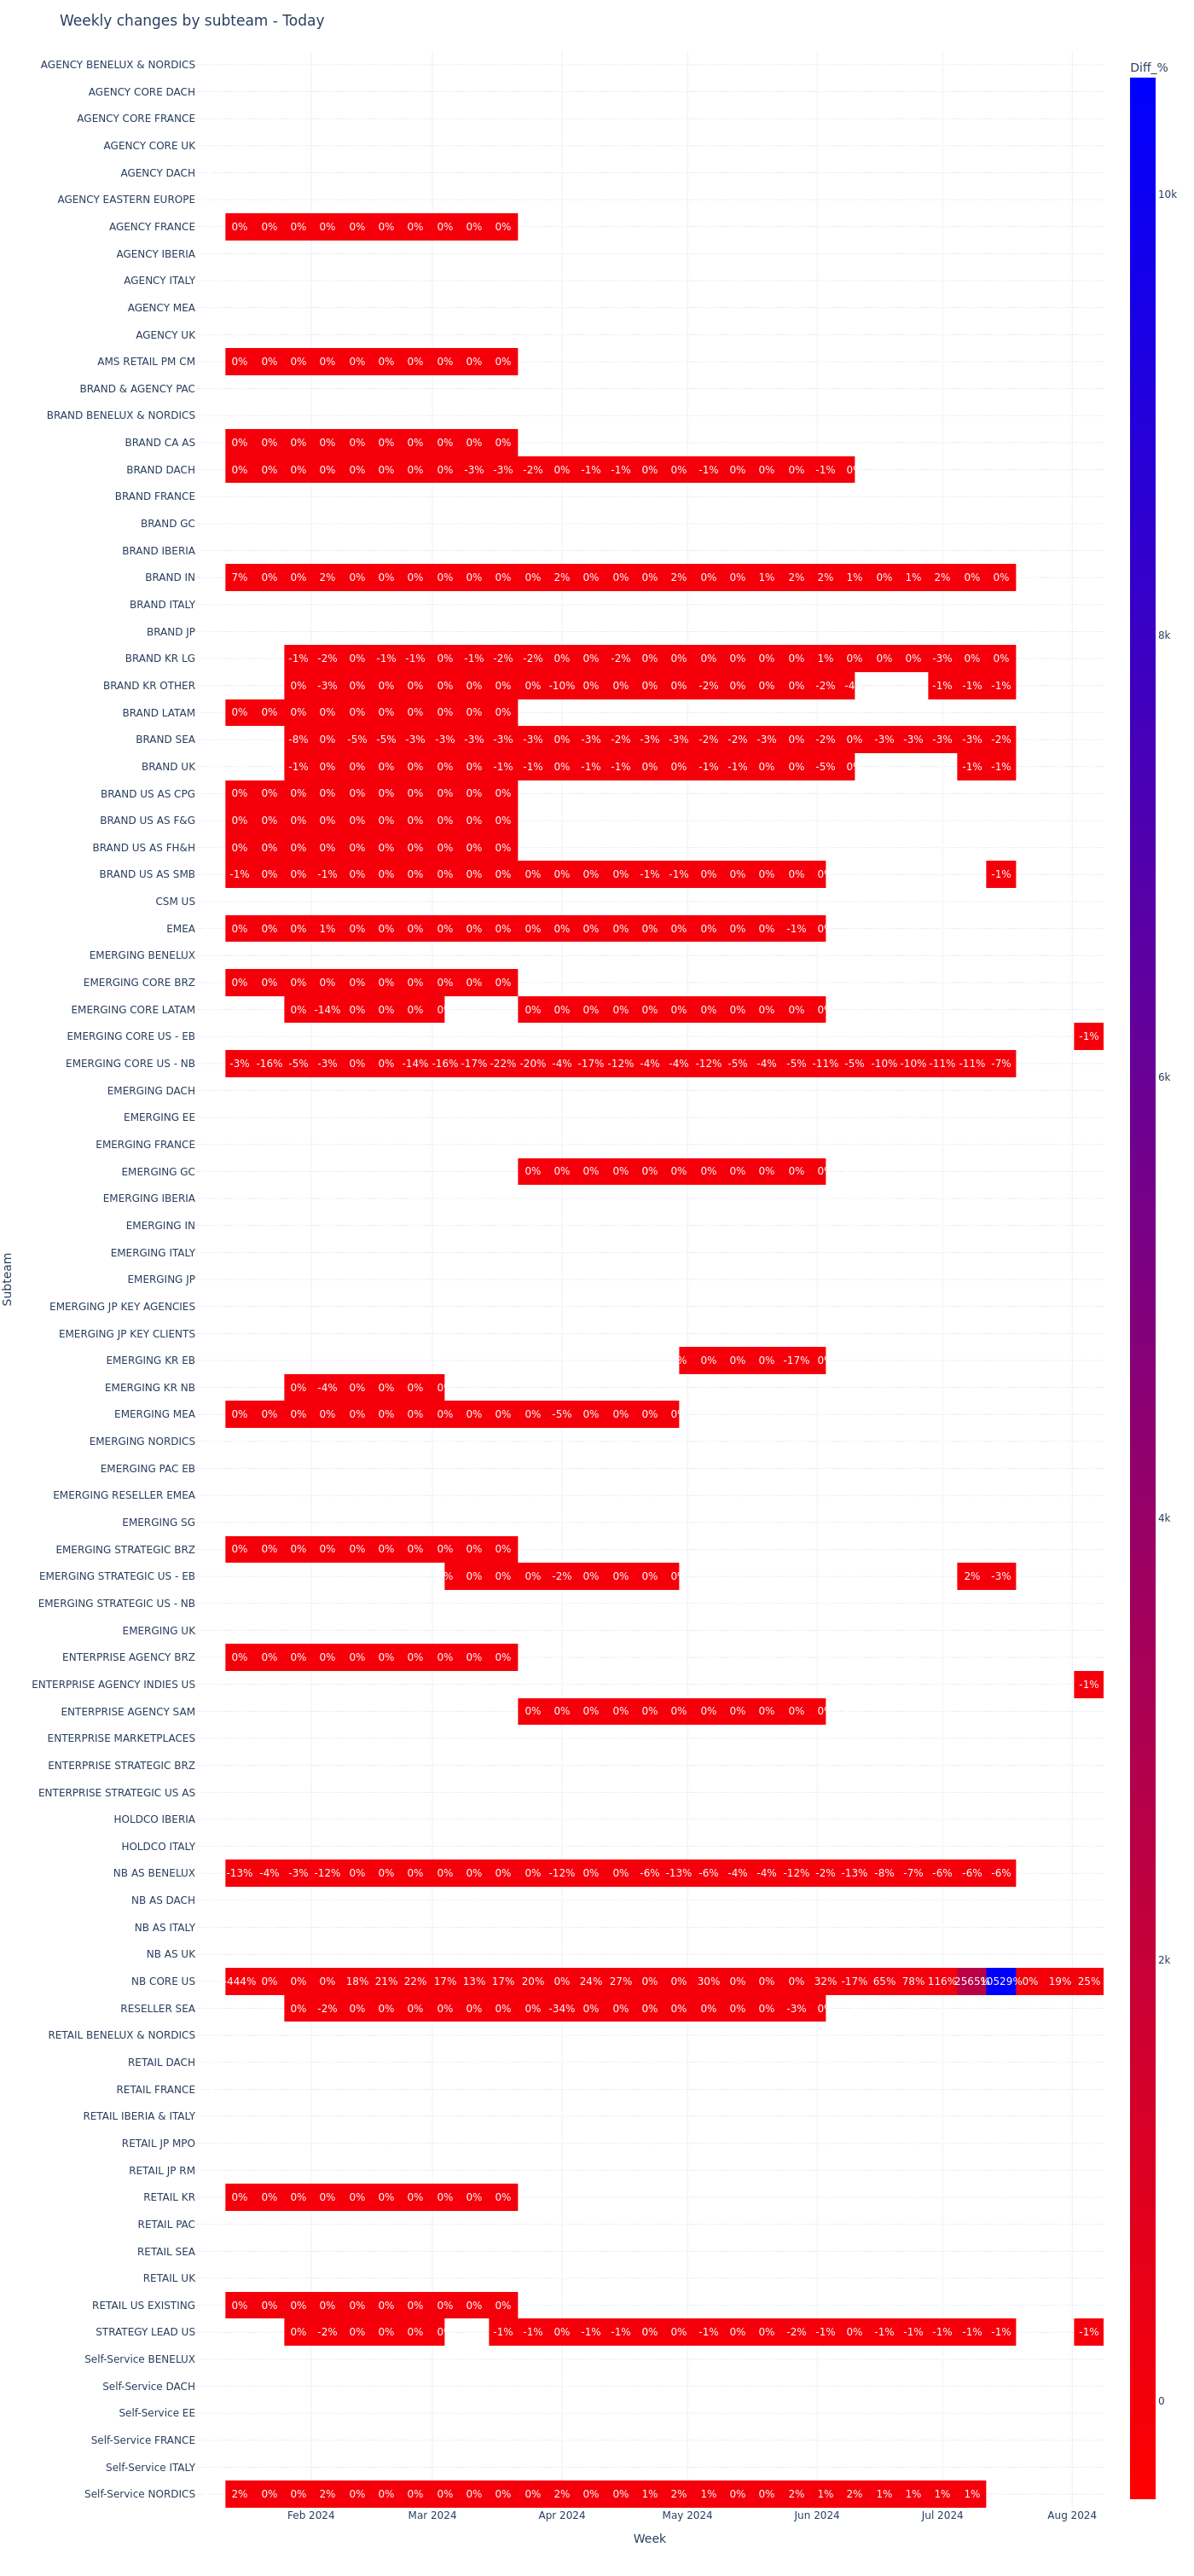 Weekly changes by subteam - Today
Diff_%
AGENCY BENELUX & NORDICS
AGENCY CORE DACH
AGENCY CORE FRANCE
AGENCY CORE UK
AGENCY DACH
AGENCY EASTERN EUROPE
AGENCY FRANCE 0% 0% 0% 0% 0% 0% 0% 0% 0% 0%
AGENCY IBERIA
AGENCY ITALY
AGENCY MEA
AGENCY UK
AMS RETAIL PM CM 0% 0% 0% 0% 0% 0% 0% 0% 0% 0%
BRAND & AGENCY PAC
BRAND BENELUX & NORDICS
BRAND CA AS 0% 0% 0% 0% 0% 0% 0% 0% 0% 0%
BRAND DACH 0% 0% 0% 0% 0% 0% 0% 0% -3% -3% -2% 0% -1% -1% 0% 0% -1% 0% 0% 0% -1%
BRAND FRANCE
BRAND GC
BRAND IBERIA
BRAND IN 7% 0% 0% 2% 0% 0% 0% 0% 0% 0% 0% 2% 0% 0% 0% 2% 0% 0% 1% 2% 2% 1% 0% 1% 2% 0% 0%
BRAND ITALY
BRAND JP
BRAND KR LG -1% -2% 0% -1% -1% 0% -1% -2% -2% 0% 0% -2% 0% 0% 0% 0% 0% 0% 1% 0% 0% 0% -3% 0% 0%
BRAND KR OTHER 0% -3% 0% 0% 0% 0% 0% 0% 0% -10% 0% 0% 0% 0% -2% 0% 0% 0% -2% -1% -1% -1%
BRAND LATAM 0% 0% 0% 0% 0% 0% 0% 0% 0% 0%
BRAND SEA -8% 0% -5% -5% -3% -3% -3% -3% -3% 0% -3% -2% -3% -3% -2% -2% -3% 0% -2% 0% -3% -3% -3% -3% -2%
BRAND UK -1% 0% 0% 0% 0% 0% 0% -1% -1% 0% -1% -1% 0% 0% -1% -1% 0% 0% -5% -1% -1%
BRAND US AS CPG 0% 0% 0% 0% 0% 0% 0% 0% 0% 0%
BRAND US AS F&G 0% 0% 0% 0% 0% 0% 0% 0% 0% 0%
BRAND US AS FH&H 0% 0% 0% 0% 0% 0% 0% 0% 0% 0%
BRAND US AS SMB -1% 0% 0% -1% 0% 0% 0% 0% 0% 0% 0% 0% 0% 0% -1% -1% 0% 0% 0% 0% -1%
CSM US
EMEA 0% 0% 0% 1% 0% 0% 0% 0% 0% 0% 0% 0% 0% 0% 0% 0% 0% 0% 0% -1%
EMERGING BENELUX
EMERGING CORE BRZ 0% 0% 0% 0% 0% 0% 0% 0% 0% 0%
EMERGING CORE LATAM 0% -14% 0% 0% 0% 0% 0% 0% 0% 0% 0% 0% 0% 0% 0%
EMERGING CORE US - EB -1%
EMERGING CORE US - NB -3% -16% -5% -3% 0% 0% -14% -16% -17% -22% -20% -4% -17% -12% -4% -4% -12% -5% -4% -5% -11% -5% -10% -10% -11% -11% -7%
EMERGING DACH
EMERGING EE
EMERGING FRANCE
EMERGING GC 0% 0% 0% 0% 0% 0% 0% 0% 0% 0%
EMERGING IBERIA
EMERGING IN
EMERGING ITALY
EMERGING JP
EMERGING JP KEY AGENCIES
EMERGING JP KEY CLIENTS
EMERGING KR EB 0% 0% 0% -17%
EMERGING KR NB 0% -4% 0% 0% 0%
EMERGING MEA 0% 0% 0% 0% 0% 0% 0% 0% 0% 0% 0% -5% 0% 0% 0%
EMERGING NORDICS
EMERGING PAC EB
EMERGING RESELLER EMEA
EMERGING SG
EMERGING STRATEGIC BRZ 0% 0% 0% 0% 0% 0% 0% 0% 0% 0%
EMERGING STRATEGIC US - EB 0% 0% 0% -2% 0% 0% 0% 2% -3%
EMERGING STRATEGIC US - NB
EMERGING UK
ENTERPRISE AGENCY BRZ 0% 0% 0% 0% 0% 0% 0% 0% 0% 0%
ENTERPRISE AGENCY INDIES US -1%
ENTERPRISE AGENCY SAM 0% 0% 0% 0% 0% 0% 0% 0% 0% 0%
ENTERPRISE MARKETPLACES
ENTERPRISE STRATEGIC BRZ
ENTERPRISE STRATEGIC US AS
HOLDCO IBERIA
HOLDCO ITALY
NB AS BENELUX -13% -4% -3% -12% 0% 0% 0% 0% 0% 0% 0% -12% 0% 0% -6% -13% -6% -4% -4% -12% -2% -13% -8% -7% -6% -6% -6%
NB AS DACH
NB AS ITALY
NB AS UK
NB CORE US -444% 0% 0% 0% 18% 21% 22% 17% 13% 17% 20% 0% 24% 27% 0% 0% 30% 0% 0% 0% 32% -17% 65% 78% 116% 2565% 10529% 0% 19% 25%
RESELLER SEA 0% -2% 0% 0% 0% 0% 0% 0% 0% -34% 0% 0% 0% 0% 0% 0% 0% -3%
RETAIL BENELUX & NORDICS
RETAIL DACH
RETAIL FRANCE
RETAIL IBERIA & ITALY
RETAIL JP MPO
RETAIL JP RM
RETAIL KR 0% 0% 0% 0% 0% 0% 0% 0% 0% 0%
RETAIL PAC
RETAIL SEA
RETAIL UK
RETAIL US EXISTING 0% 0% 0% 0% 0% 0% 0% 0% 0% 0%
STRATEGY LEAD US 0% -2% 0% 0% 0% -1% -1% 0% -1% -1% 0% 0% -1% 0% 0% -2% -1% 0% -1% -1% -1% -1% -1% -1%
Self-Service BENELUX
Self-Service DACH
Self-Service EE
Self-Service FRANCE
Self-Service ITALY
Self-Service NORDICS 2% 0% 0% 2% 0% 0% 0% 0% 0% 0% 0% 2% 0% 0% 1% 2% 1% 0% 0% 2% 1% 2% 1% 1% 1% 1%
Feb 2024 Mar 2024 Apr 2024 May 2024 Jun 2024 Jul 2024 Aug 2024
Week
Subteam
10k
8k
6k
4k
2k
0